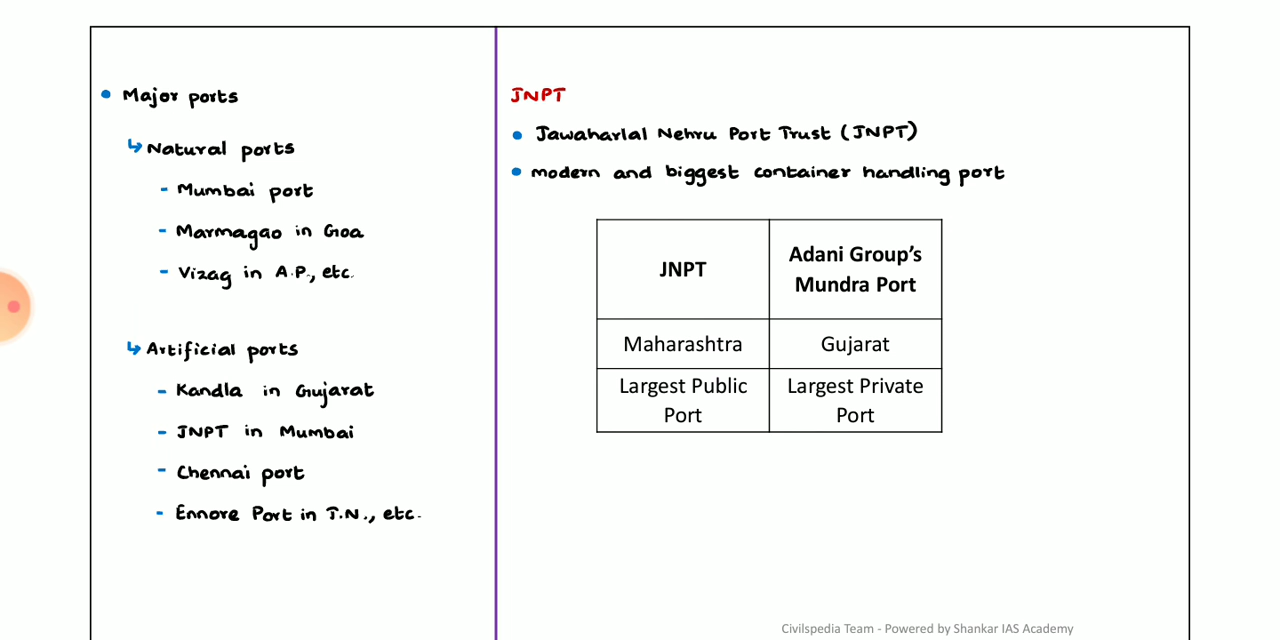 • Major ports
↳ Natural ports
- Mumbai port
- Marmagao in Goa
- Vizag in A.P., etc.
↳ Artificial ports
- Kandla in Gujarat
- JNPT in Mumbai
- Chennai port
- Ennore Port in T.N., etc.
JNPT
• Jawaharlal Nehru Port Trust (JNPT)
• modern and biggest container handling port
JNPT
Adani Group's
Mundra Port
Maharashtra
Gujarat
Largest Public
Port
Largest Private
Port
Civilspedia Team - Powered by Shankar IAS Academy